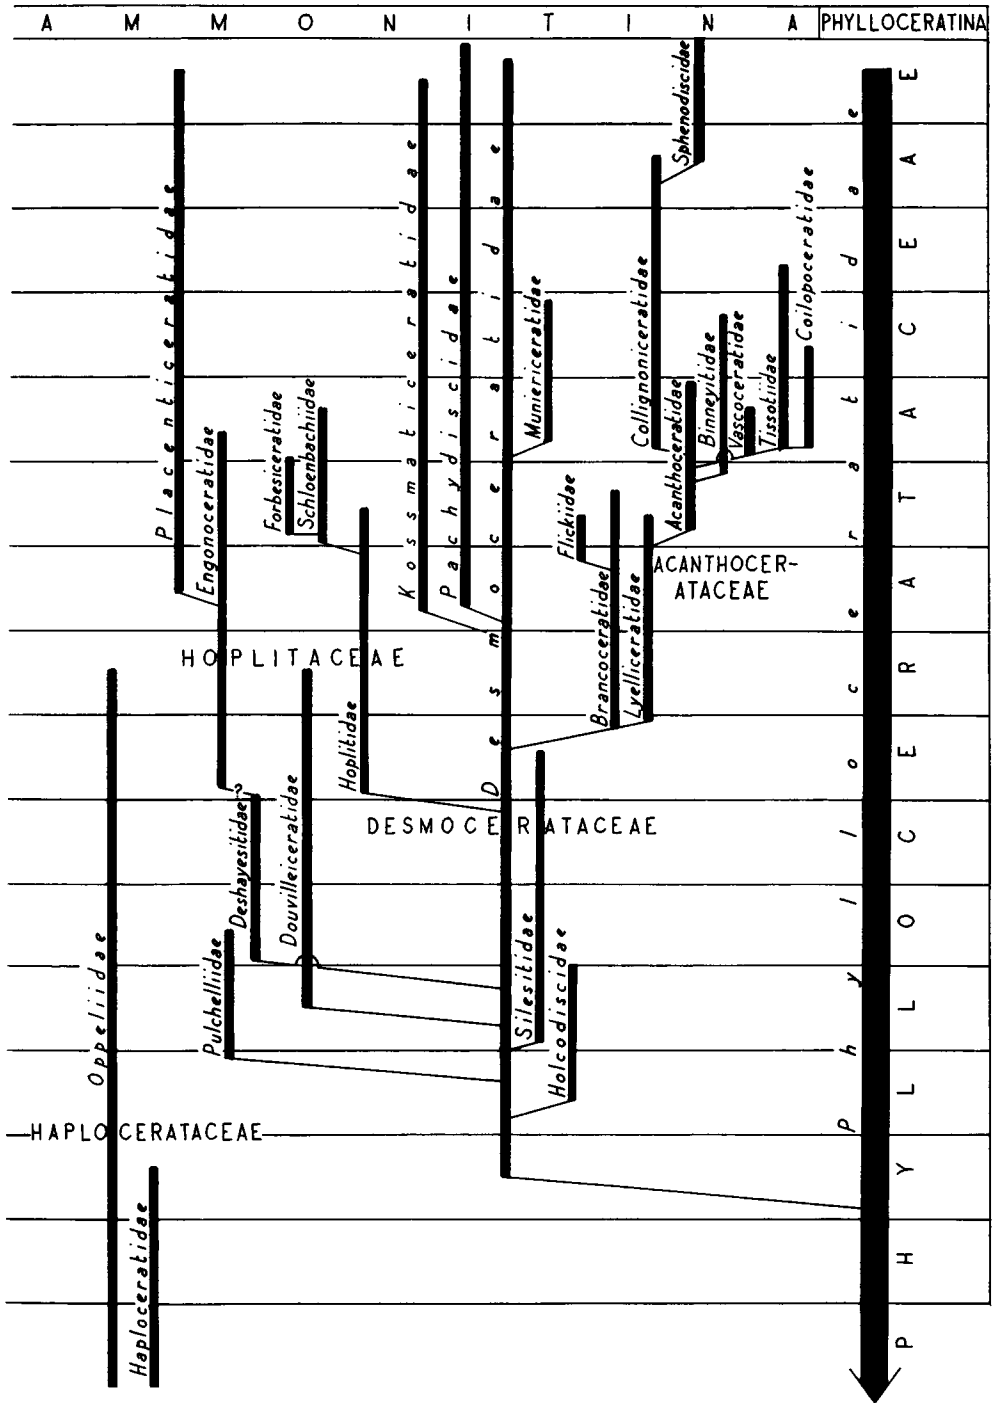 AMMONITINA
PHYLLOCERATINA
Sphenodiscidae
Placenticeratidae
Kossmaticeratidae
Pachydiscidae
Desmoceratidae
Muniericeratidae
Collignoniceratidae
Coilopoceratidae
Phylloceratidae
PHYLLOCERATACEAE
Engonoceratidae
Forbesiceratidae
Schloenbachiidae
Acanthoceratidae
Binneyitidae
Vascoceratidae
Tissotiidae
Flickiidae
Brancoceratidae
Lyelliceratidae
ACANTHOCER-
ATACEAE
HOPLITACEAE
Hoplitidae
?
Deshayesitidae
Douvilleiceratidae
DESMOCERATACEAE
Oppeliidae
Pulchelliidae
Silesitidae
Holcodiscidae
HAPLOCERATACEAE
Haploceratidae